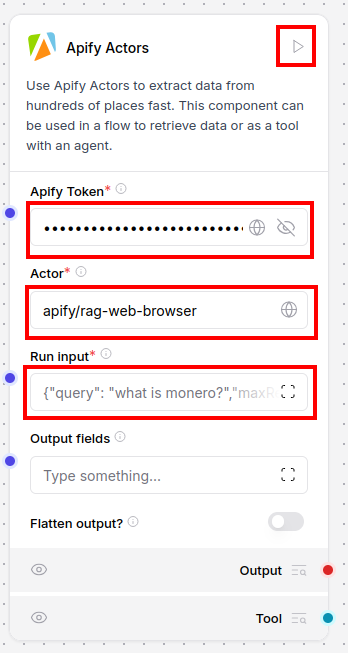 Apify Actors
Use Apify Actors to extract data from
hundreds of places fast. This component can
be used in a flow to retrieve data or as a tool
with an agent.
Apify Token*
••••••••••••••••••••••••••
Actor*
apify/rag-web-browser
Run input*
{"query": "what is monero?","maxR
Output fields
Type something...
Flatten output?
Output
Tool